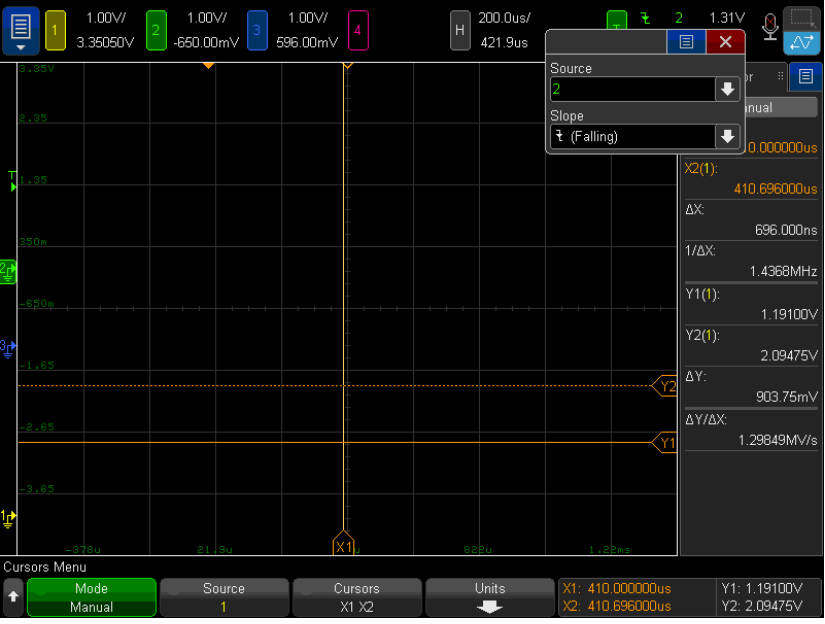 1 1.00V/ 2 1.00V/ 3 1.00V/ 4 H 200.0us/ T 2 1.31V
3.35050V -650.00mV 596.00mV 421.9us
Source
2
Slope
(Falling)
3.35V
2.35
1.35
350m
-650m
-1.65
-2.65
-3.65
T
2
3
1
Y2
Y1
X1
-378u 21.9u 822u 1.22ms
X2(1):
410.696000us
ΔX:
696.000ns
1/ΔX:
1.4368MHz
Y1(1):
1.19100V
Y2(1):
2.09475V
ΔY:
903.75mV
ΔY/ΔX:
1.29849MV/s
Cursors Menu
Mode
Manual
Source
1
Cursors
X1 X2
Units
X1: 410.000000us
X2: 410.696000us
Y1: 1.19100V
Y2: 2.09475V